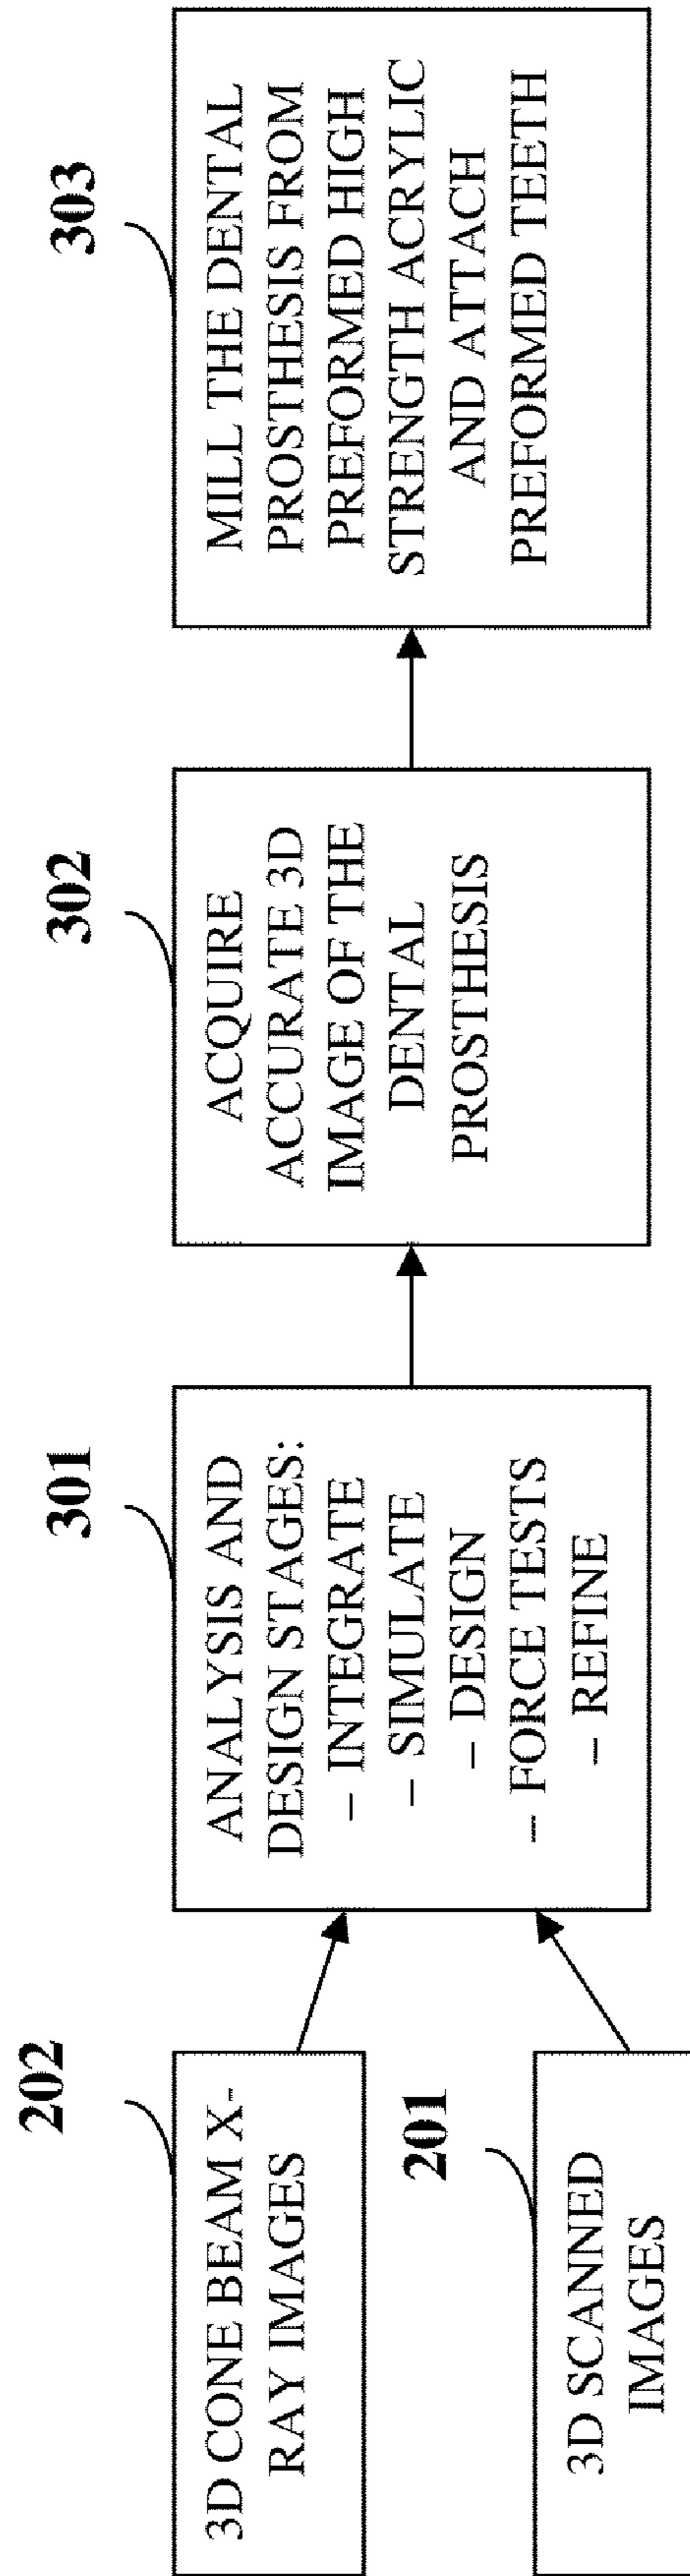 202
3D CONE BEAM X-
RAY IMAGES
201
3D SCANNED
IMAGES
301
ANALYSIS AND
DESIGN STAGES:
– INTEGRATE
– SIMULATE
– DESIGN
– FORCE TESTS
– REFINE
302
ACQUIRE
ACCURATE 3D
IMAGE OF THE
DENTAL
PROSTHESIS
303
MILL THE DENTAL
PROSTHESIS FROM
PREFORMED HIGH
STRENGTH ACRYLIC
AND ATTACH
PREFORMED TEETH